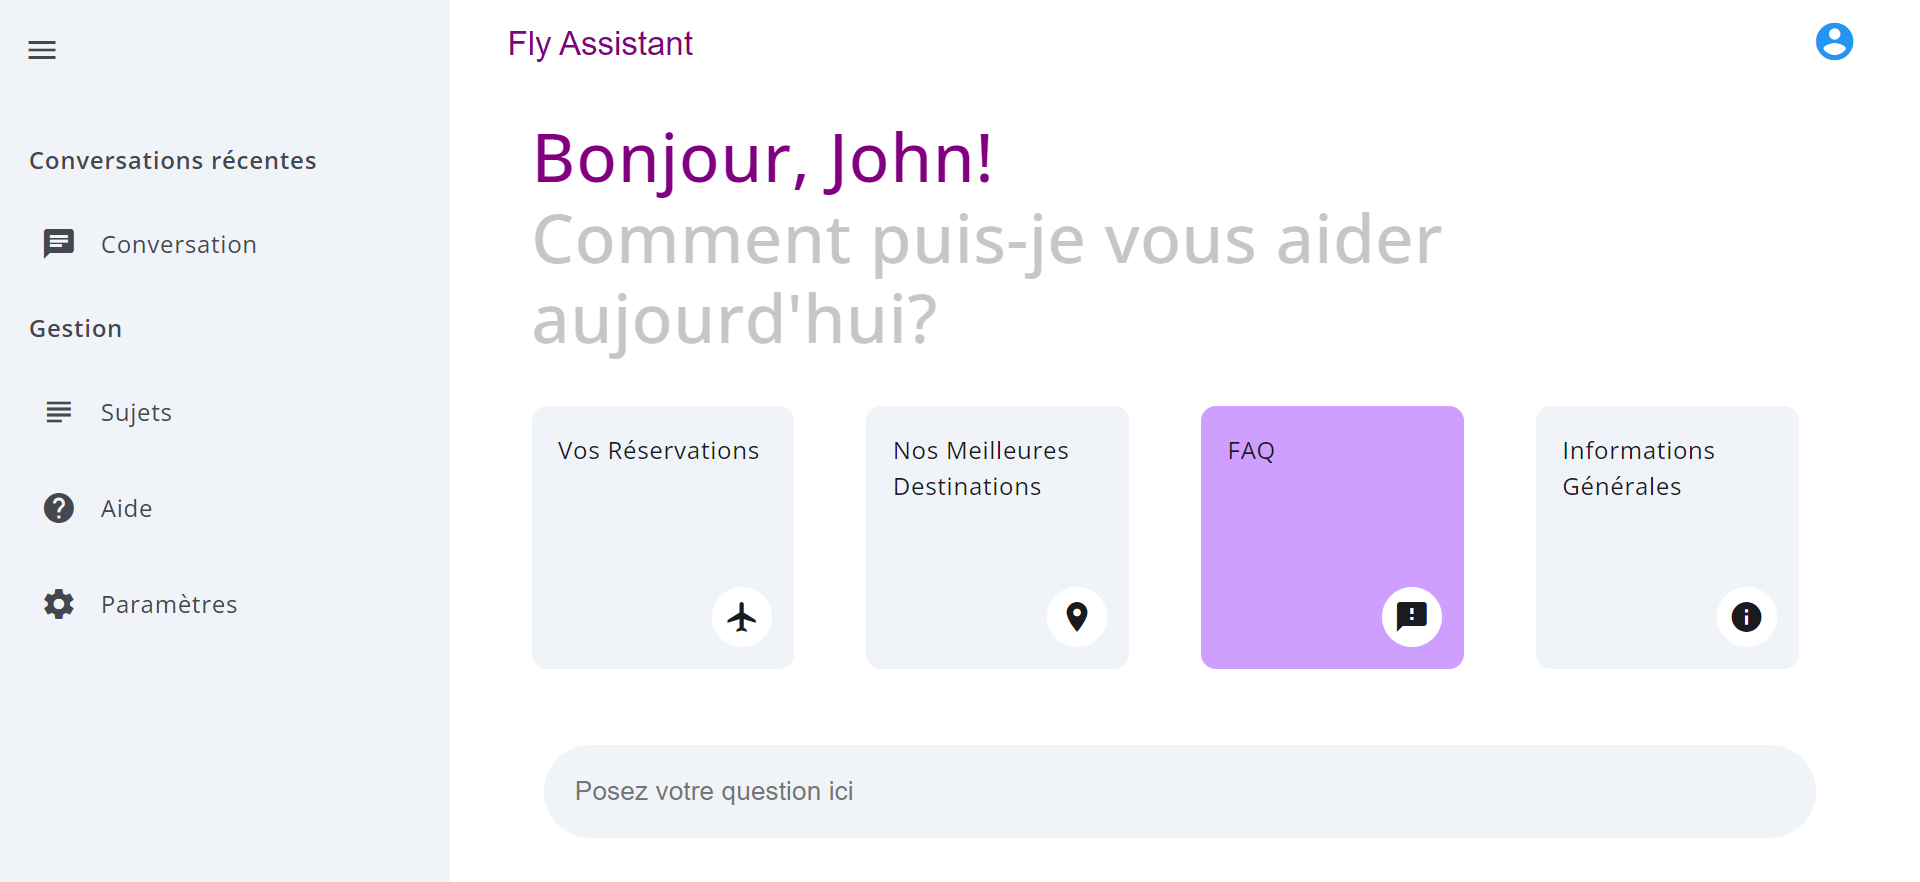 Fly Assistant
Conversations récentes
Conversation
Gestion
Sujets
Aide
Paramètres
Bonjour, John!
Comment puis-je vous aider
aujourd'hui?
Vos Réservations
Nos Meilleures
Destinations
FAQ
Informations
Générales
Posez votre question ici